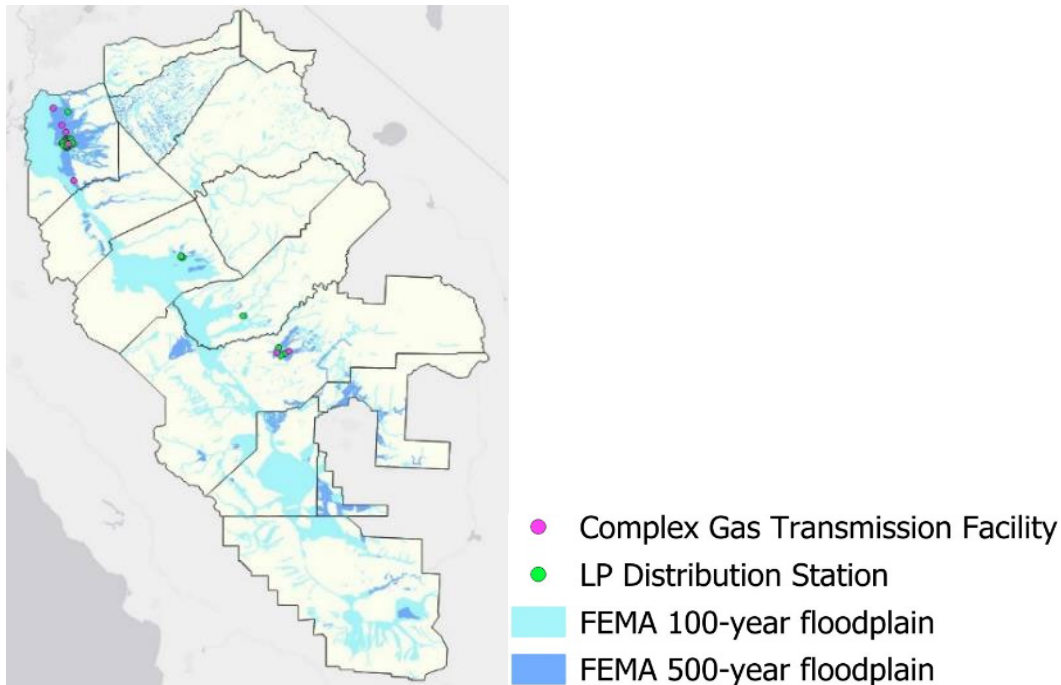 Complex Gas Transmission Facility
LP Distribution Station
FEMA 100-year floodplain
FEMA 500-year floodplain